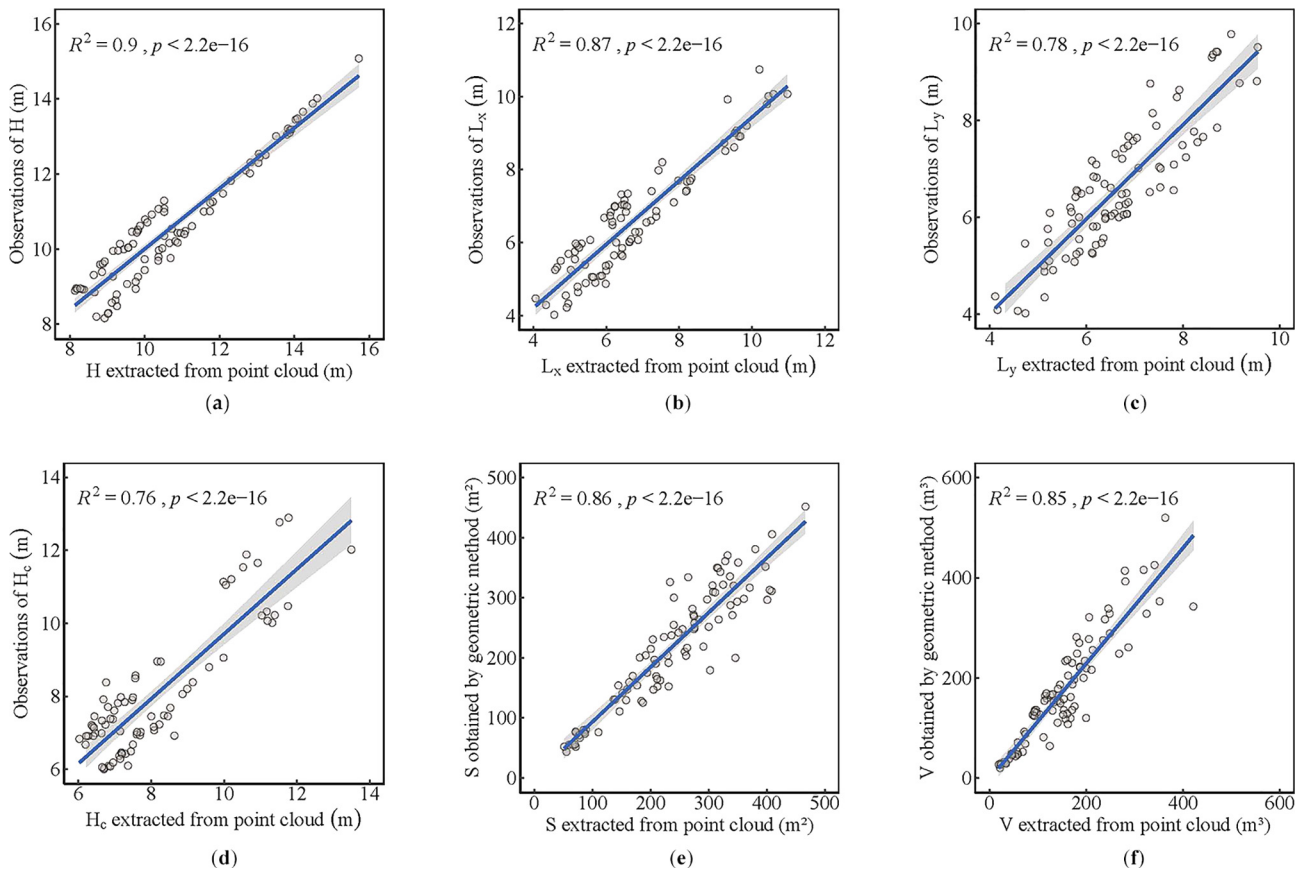 R² = 0.9 , p < 2.2e−16
Observations of H (m)
16
14
12
10
8
8 10 12 14 16
H extracted from point cloud (m)
(a)
R² = 0.87 , p < 2.2e−16
Observations of Lₓ (m)
12
10
8
6
4
4 6 8 10 12
Lₓ extracted from point cloud (m)
(b)
R² = 0.78 , p < 2.2e−16
Observations of Ly (m)
10
8
6
4
4 6 8 10
Ly extracted from point cloud (m)
(c)
R² = 0.76 , p < 2.2e−16
Observations of Hc (m)
14
12
10
8
6
6 8 10 12 14
Hc extracted from point cloud (m)
(d)
R² = 0.86 , p < 2.2e−16
S obtained by geometric method (m²)
500
400
300
200
100
0
0 100 200 300 400 500
S extracted from point cloud (m²)
(e)
R² = 0.85 , p < 2.2e−16
V obtained by geometric method (m³)
600
400
200
0
0 200 400 600
V extracted from point cloud (m³)
(f)